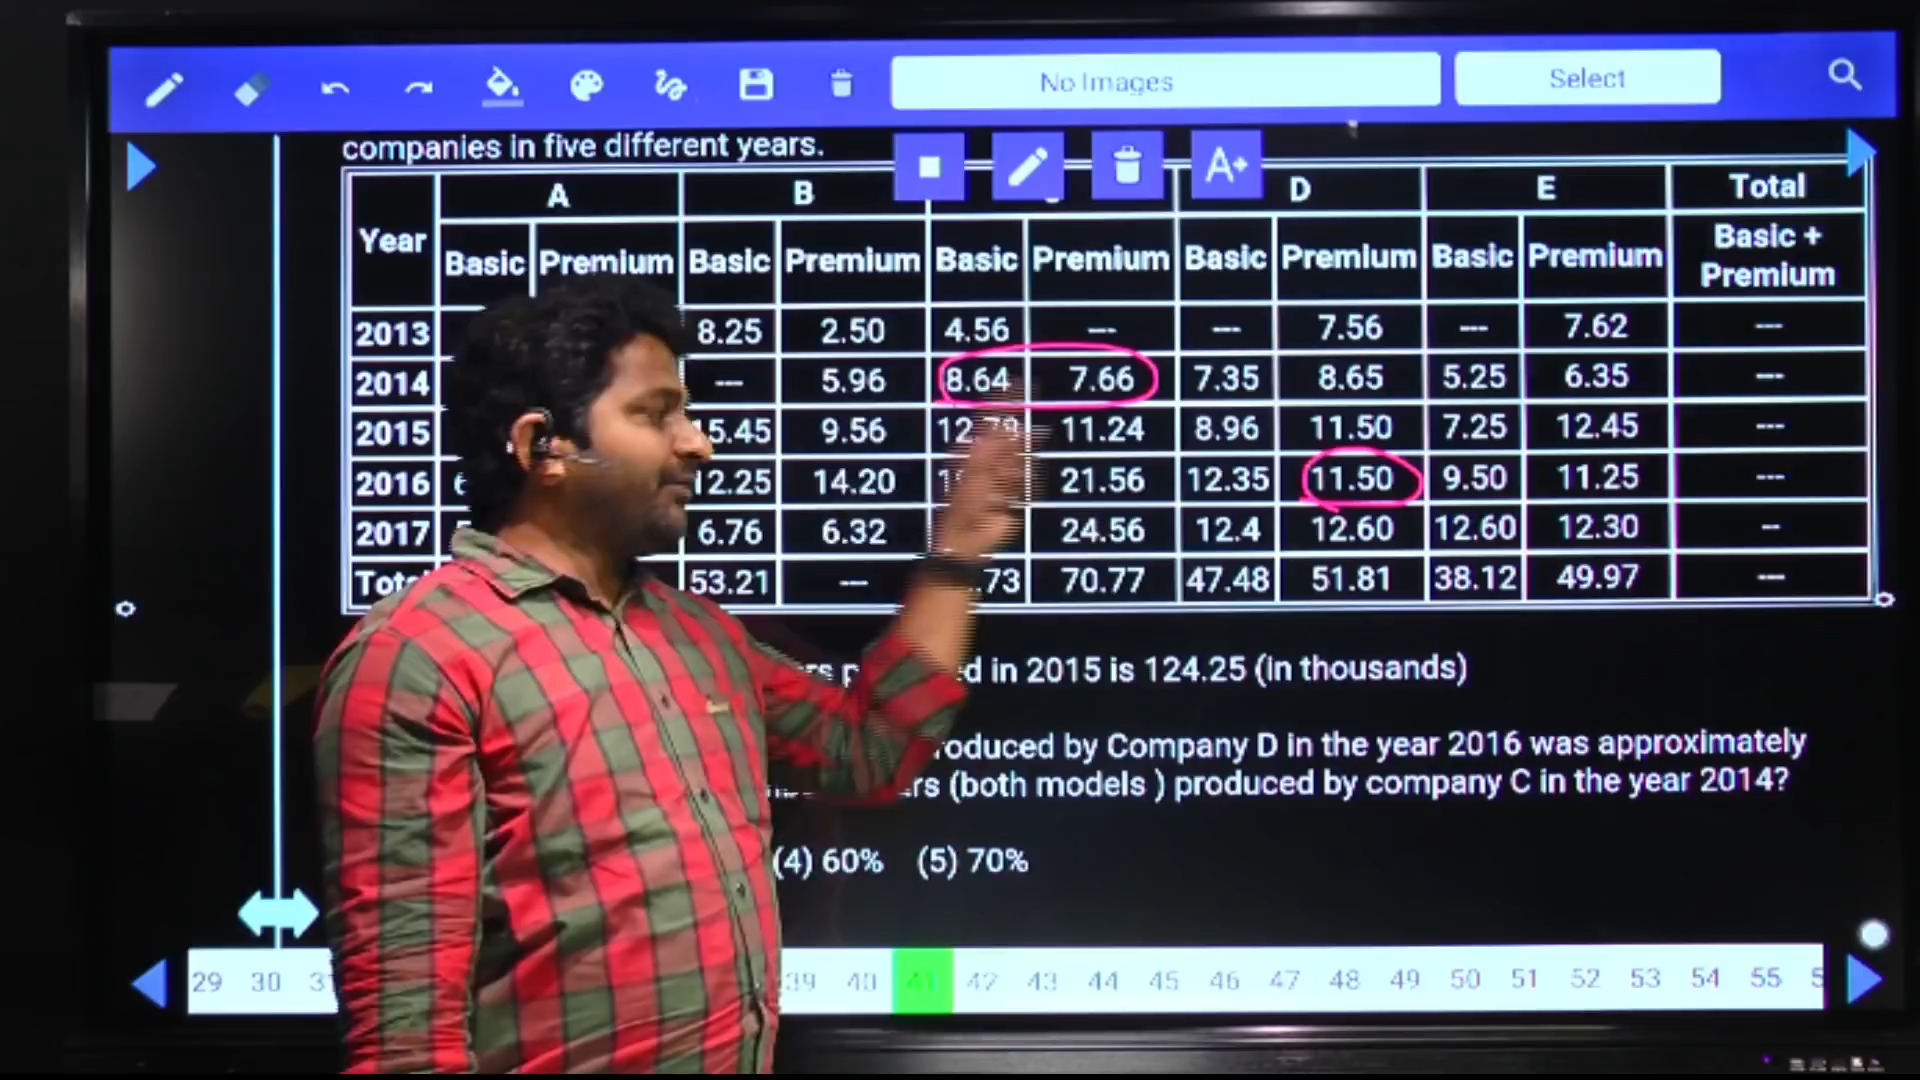 No Images Select
companies in five different years.
A+
A B D E Total
Year Basic Premium Basic Premium Basic Premium Basic Premium Basic Premium Basic + Premium
2013 8.25 2.50 4.56 --- --- 7.56 --- 7.62 ---
2014 --- 5.96 8.64 7.66 7.35 8.65 5.25 6.35 ---
2015 9.56 11.24 8.96 11.50 7.25 12.45 ---
2016 12.25 14.20 21.56 12.35 11.50 9.50 11.25 ---
2017 6.76 6.32 24.56 12.4 12.60 12.60 12.30 --
53.21 --- 70.77 47.48 51.81 38.12 49.97 ---
in 2015 is 124.25 (in thousands)
by Company D in the year 2016 was approximately
(both models ) produced by company C in the year 2014?
(4) 60% (5) 70%
29 30 39 40 41 42 43 44 45 46 47 48 49 50 51 52 53 54 55